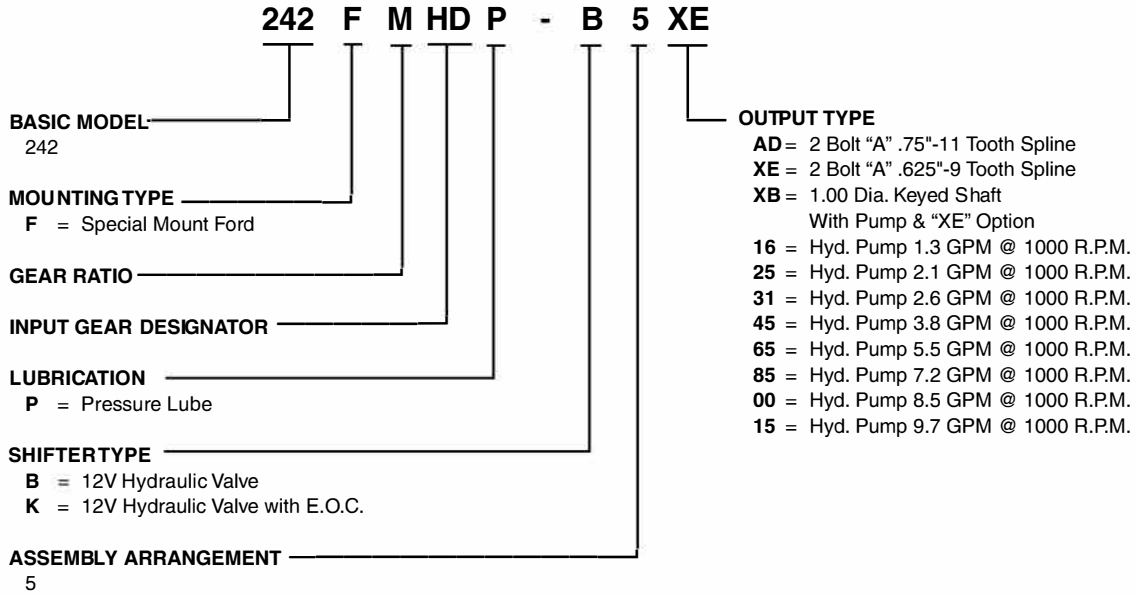 242 F M HD P - B 5 XE
BASIC MODEL
242
MOUNTING TYPE
F = Special Mount Ford
GEAR RATIO
INPUT GEAR DESIGNATOR
LUBRICATION
P = Pressure Lube
SHIFTER TYPE
B = 12V Hydraulic Valve
K = 12V Hydraulic Valve with E.O.C.
ASSEMBLY ARRANGEMENT
5
OUTPUT TYPE
AD = 2 Bolt “A” .75"-11 Tooth Spline
XE = 2 Bolt “A” .625"-9 Tooth Spline
XB = 1.00 Dia. Keyed Shaft
With Pump & “XE” Option
16 = Hyd. Pump 1.3 GPM @ 1000 R.P.M.
25 = Hyd. Pump 2.1 GPM @ 1000 R.P.M.
31 = Hyd. Pump 2.6 GPM @ 1000 R.P.M.
45 = Hyd. Pump 3.8 GPM @ 1000 R.P.M.
65 = Hyd. Pump 5.5 GPM @ 1000 R.P.M.
85 = Hyd. Pump 7.2 GPM @ 1000 R.P.M.
00 = Hyd. Pump 8.5 GPM @ 1000 R.P.M.
15 = Hyd. Pump 9.7 GPM @ 1000 R.P.M.